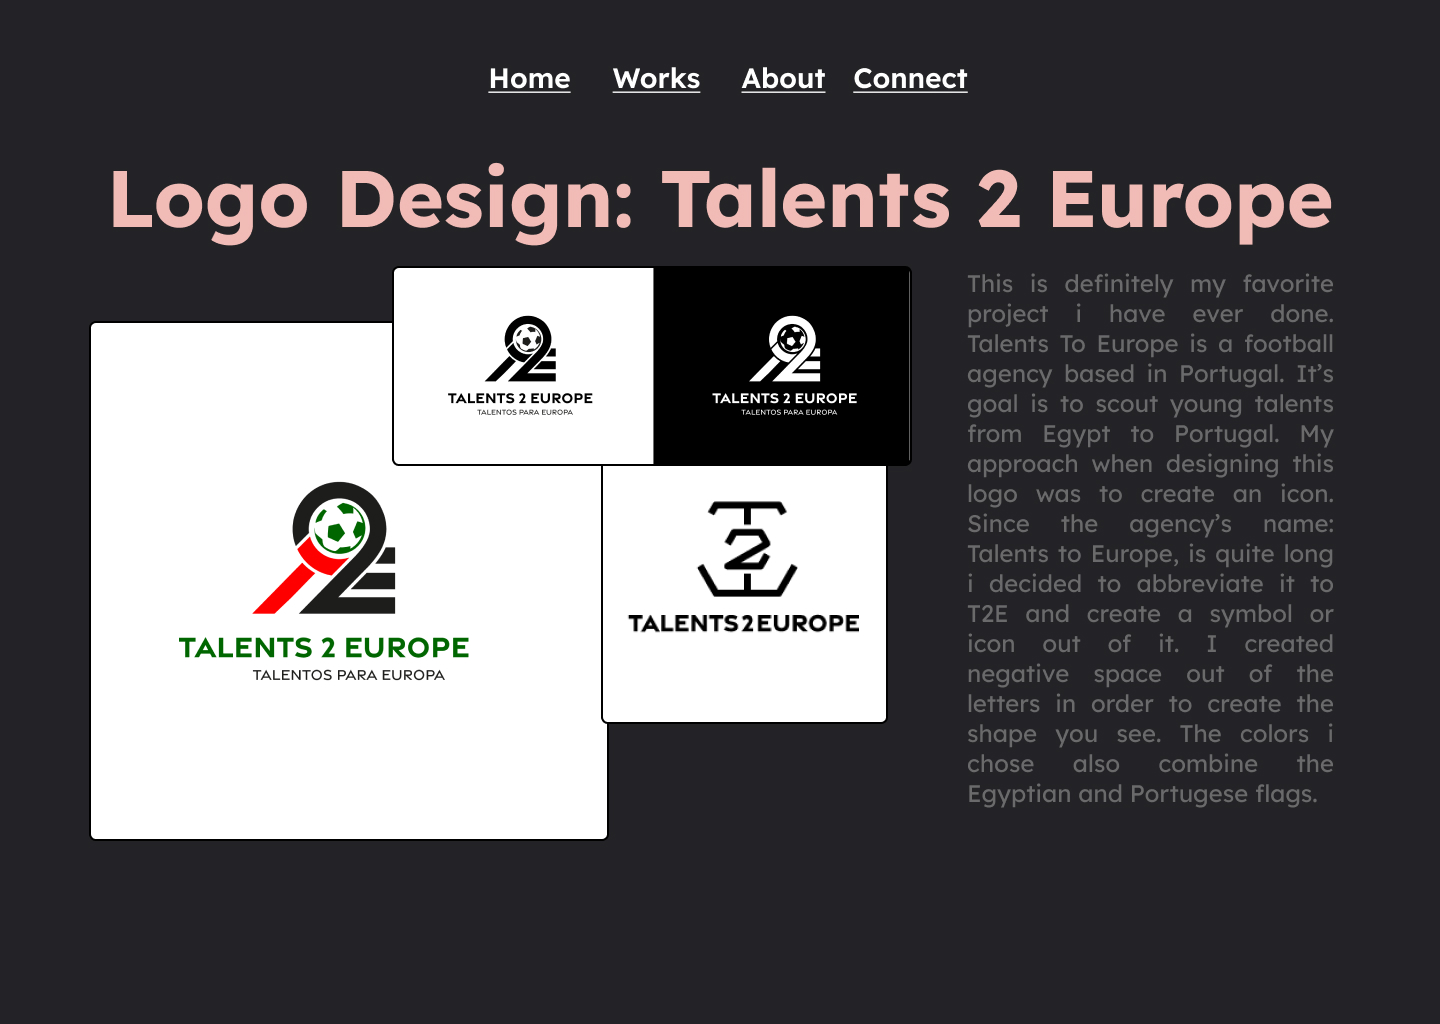 Home Works About Connect
Logo Design: Talents 2 Europe
TALENTS 2 EUROPE
TALENTOS PARA EUROPA
TALENTS 2 EUROPE
TALENTOS PARA EUROPA
TALENTS 2 EUROPE
TALENTOS PARA EUROPA
T2E
TALENTS2EUROPE
This is definitely my favorite
project i have ever done.
Talents To Europe is a football
agency based in Portugal. It’s
goal is to scout young talents
from Egypt to Portugal. My
approach when designing this
logo was to create an icon.
Since the agency’s name:
Talents to Europe, is quite long
i decided to abbreviate it to
T2E and create a symbol or
icon out of it. I created
negative space out of the
letters in order to create the
shape you see. The colors i
chose also combine the
Egyptian and Portugese flags.